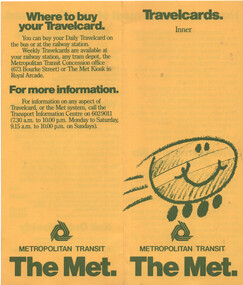 Where to buy
your Travelcard.
You can buy your Daily Travelcard on
the bus or at the railway station.
Weekly Travelcards are available at
your railway station, any tram depot, the
Metropolitan Transit Concession office
(673 Bourke Street) or The Met Kiosk in
Royal Arcade.
For more information.
For information on any aspect of
Travelcard, or the Met system, call the
Transport Information Centre on 602 9011
(7.30 a.m. to 10.00 p.m. Monday to Saturday,
9.15 a.m. to 10.00 p.m. on Sundays).
METROPOLITAN TRANSIT
The Met.
Travelcards.
Inner
METROPOLITAN TRANSIT
The Met.